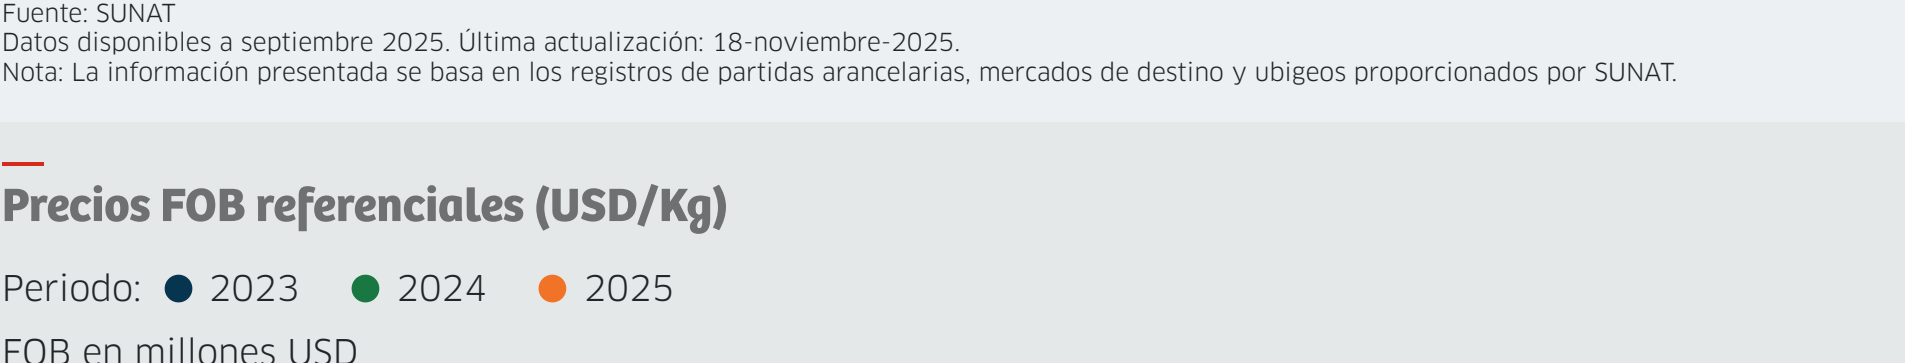 Fuente: SUNAT
Datos disponibles a septiembre 2025. Última actualización: 18-noviembre-2025.
Nota: La información presentada se basa en los registros de partidas arancelarias, mercados de destino y ubigeos proporcionados por SUNAT.
Precios FOB referenciales (USD/Kg)
Periodo: 2023 2024 2025
FOB en millones USD